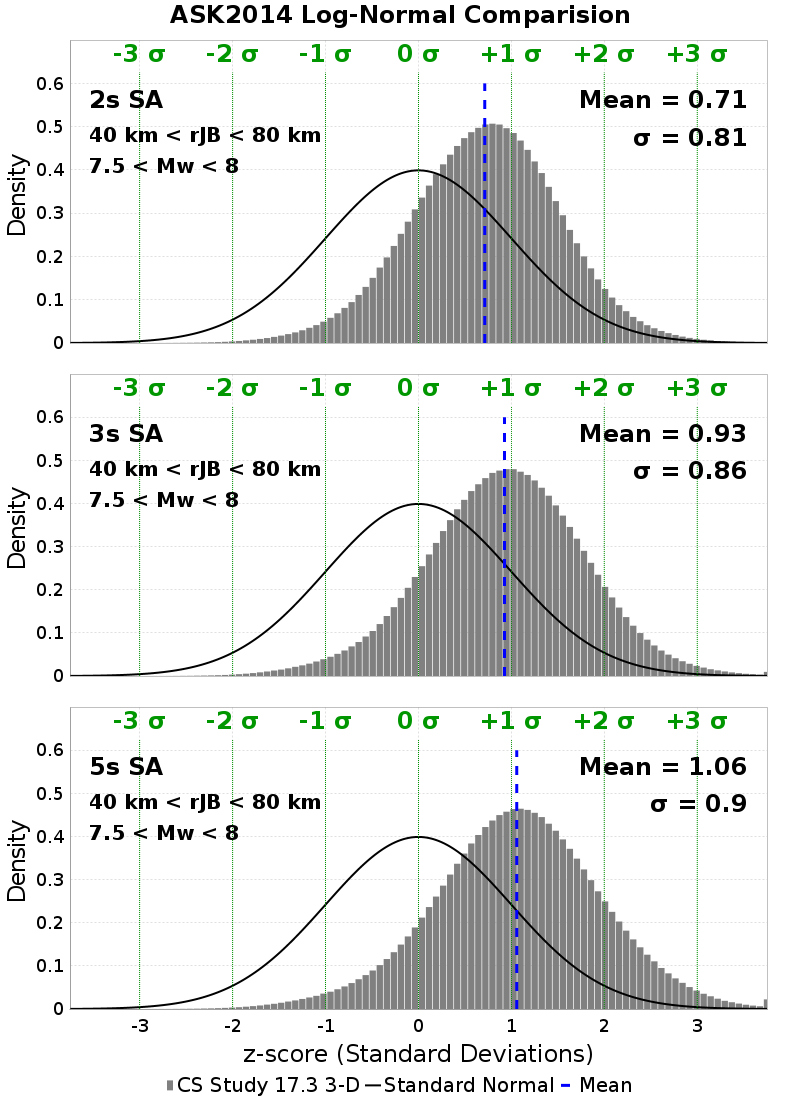 ASK2014 Log-Normal Comparision
-3 σ -2 σ -1 σ 0 σ +1 σ +2 σ +3 σ
0.6
2s SA Mean = 0.71
0.5
40 km < rJB < 80 km σ = 0.81
7.5 < Mw < 8
0.4
0.3
0.2
0.1
0
Density
-3 σ -2 σ -1 σ 0 σ +1 σ +2 σ +3 σ
0.6
3s SA Mean = 0.93
0.5
40 km < rJB < 80 km σ = 0.86
7.5 < Mw < 8
0.4
0.3
0.2
0.1
0
Density
-3 σ -2 σ -1 σ 0 σ +1 σ +2 σ +3 σ
0.6
5s SA Mean = 1.06
0.5
40 km < rJB < 80 km σ = 0.9
7.5 < Mw < 8
0.4
0.3
0.2
0.1
0
Density
-3 -2 -1 0 1 2 3
z-score (Standard Deviations)
CS Study 17.3 3-D Standard Normal Mean